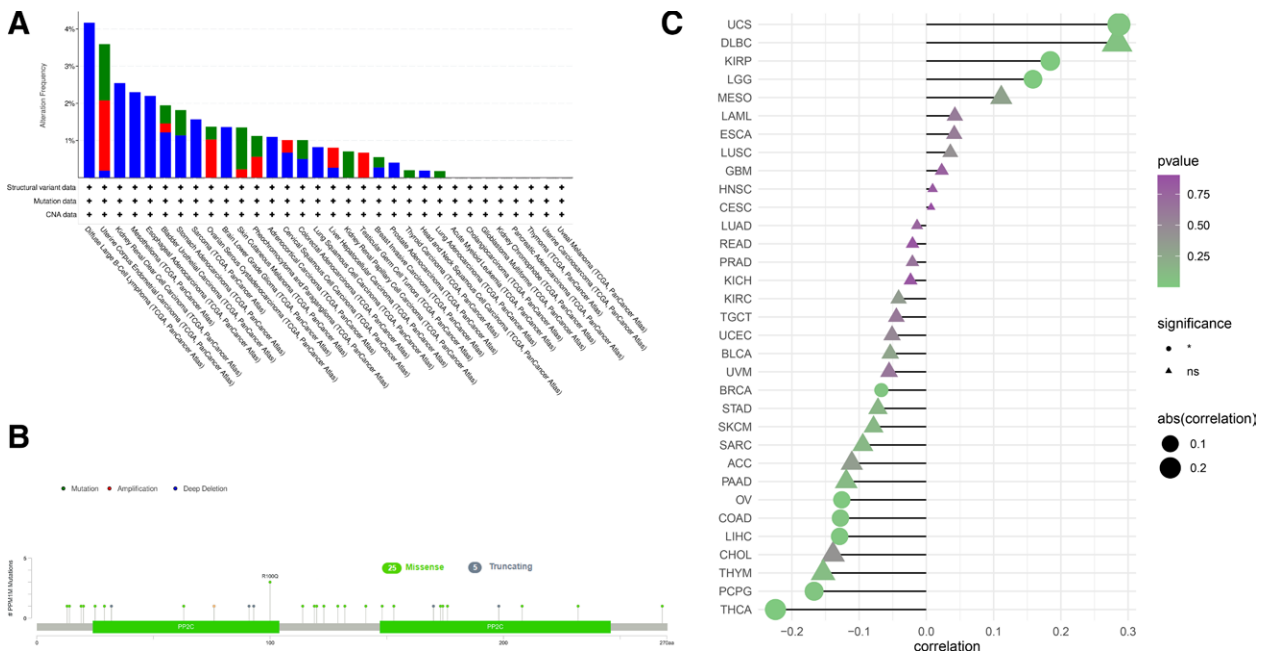 A
4%
3%
2%
1%
Alteration Frequency
Structural variant data
Mutation data
CNA data
Diffuse Large B-Cell Lymphoma (TCGA, PanCancer Atlas)
Uterine Corpus Endometrial Carcinoma (TCGA, PanCancer Atlas)
Kidney Renal Clear Cell Carcinoma (TCGA, PanCancer Atlas)
Mesothelioma (TCGA, PanCancer Atlas)
Esophageal Adenocarcinoma (TCGA, PanCancer Atlas)
Bladder Urothelial Carcinoma (TCGA, PanCancer Atlas)
Stomach Adenocarcinoma (TCGA, PanCancer Atlas)
Sarcoma (TCGA, PanCancer Atlas)
Ovarian Serous Cystadenocarcinoma (TCGA, PanCancer Atlas)
Brain Lower Grade Glioma (TCGA, PanCancer Atlas)
Skin Cutaneous Melanoma (TCGA, PanCancer Atlas)
Pheochromocytoma and Paraganglioma (TCGA, PanCancer Atlas)
Adrenocortical Carcinoma (TCGA, PanCancer Atlas)
Cervical Squamous Cell Carcinoma (TCGA, PanCancer Atlas)
Colorectal Adenocarcinoma (TCGA, PanCancer Atlas)
Lung Squamous Cell Carcinoma (TCGA, PanCancer Atlas)
Liver Hepatocellular Carcinoma (TCGA, PanCancer Atlas)
Kidney Renal Papillary Cell Carcinoma (TCGA, PanCancer Atlas)
Testicular Germ Cell Tumors (TCGA, PanCancer Atlas)
Breast Invasive Carcinoma (TCGA, PanCancer Atlas)
Prostate Adenocarcinoma (TCGA, PanCancer Atlas)
Thyroid Carcinoma (TCGA, PanCancer Atlas)
Head and Neck Squamous Cell Carcinoma (TCGA, PanCancer Atlas)
Lung Adenocarcinoma (TCGA, PanCancer Atlas)
Acute Myeloid Leukemia (TCGA, PanCancer Atlas)
Cholangiocarcinoma (TCGA, PanCancer Atlas)
Glioblastoma Multiforme (TCGA, PanCancer Atlas)
Kidney Chromophobe (TCGA, PanCancer Atlas)
Pancreatic Adenocarcinoma (TCGA, PanCancer Atlas)
Thymoma (TCGA, PanCancer Atlas)
Uterine Carcinosarcoma (TCGA, PanCancer Atlas)
Uveal Melanoma (TCGA, PanCancer Atlas)
B
Mutation Amplification Deep Deletion
# PPM1M Mutations
5
0
R100Q
25 Missense 5 Truncating
PP2C PP2C
0 100 200 270aa
C
UCS
DLBC
KIRP
LGG
MESO
LAML
ESCA
LUSC
GBM
HNSC
CESC
LUAD
READ
PRAD
KICH
KIRC
TGCT
UCEC
BLCA
UVM
BRCA
STAD
SKCM
SARC
ACC
PAAD
OV
COAD
LIHC
CHOL
THYM
PCPG
THCA
−0.2 −0.1 0.0 0.1 0.2 0.3
correlation
pvalue
0.75
0.50
0.25
significance
*
ns
abs(correlation)
0.1
0.2